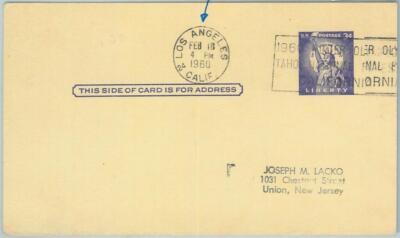 LOS ANGELES
FEB 18
4 PM
1960
CALIF.
1960
U.S. POSTAGE 3¢
LIBERTY
THIS SIDE OF CARD IS FOR ADDRESS
JOSEPH M. LACKO
1031 Chestnut Street
Union, New Jersey